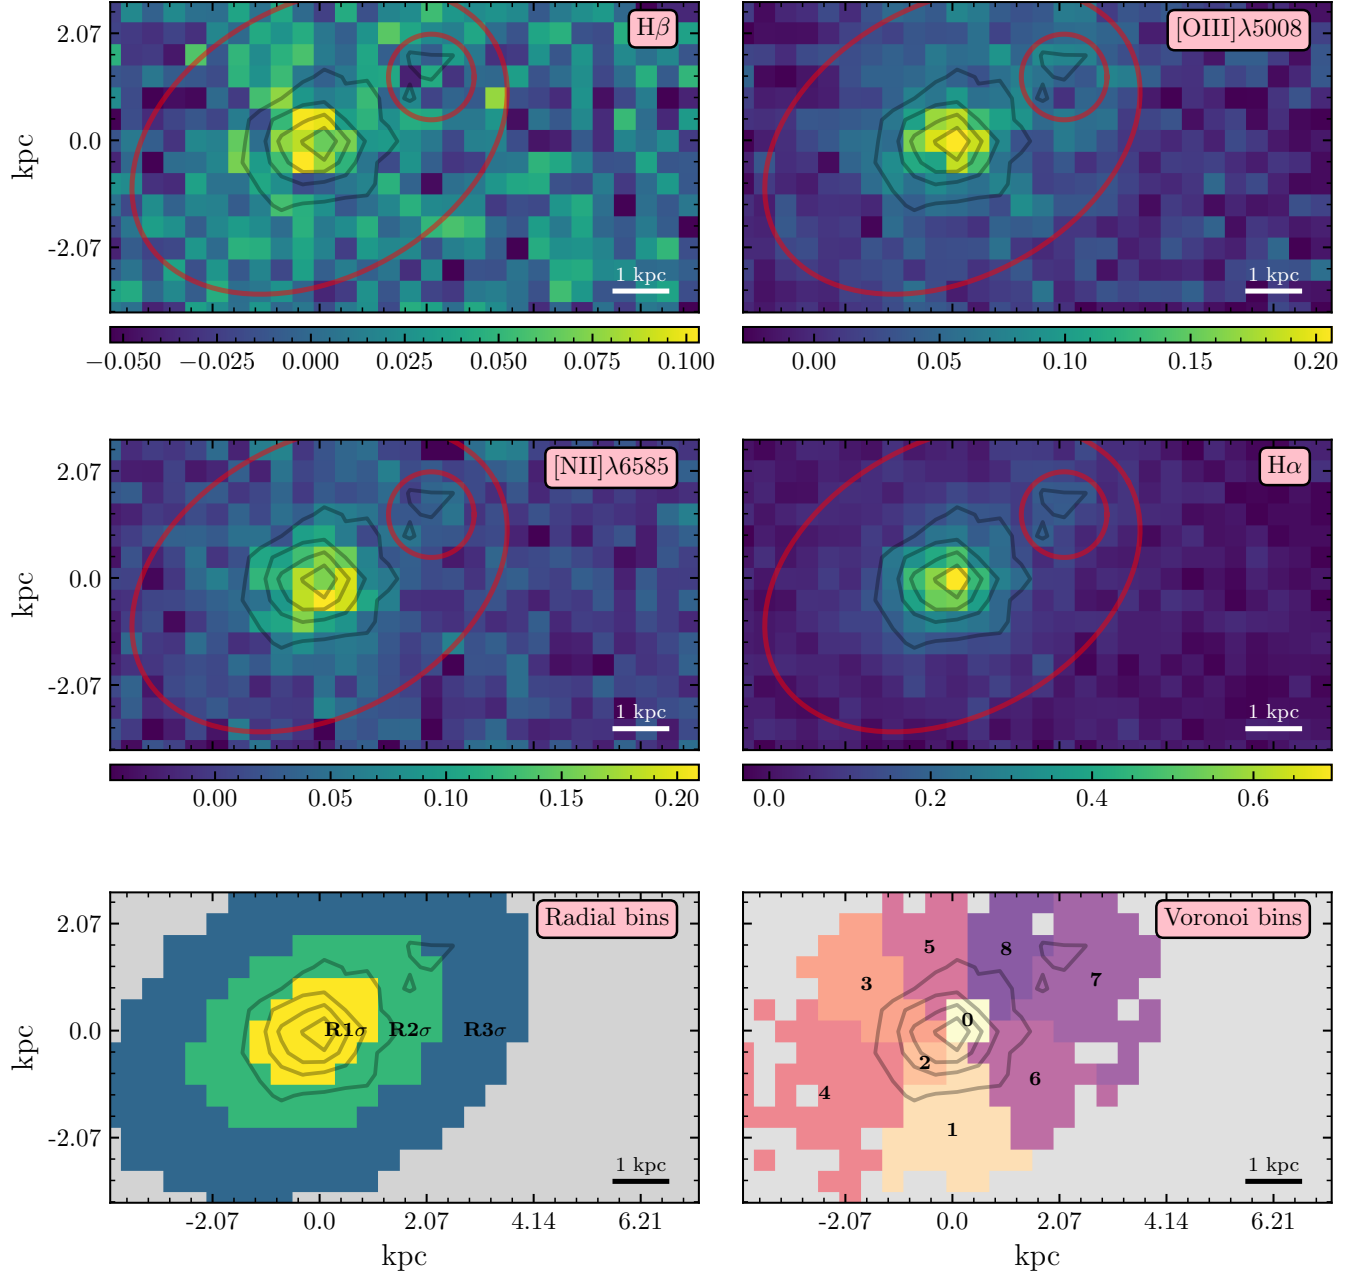 Hβ
[OIII]λ5008
2.07
0.0
-2.07
kpc
1 kpc
1 kpc
−0.050 −0.025 0.000 0.025 0.050 0.075 0.100
0.00 0.05 0.10 0.15 0.20
[NII]λ6585
Hα
2.07
0.0
-2.07
kpc
1 kpc
1 kpc
0.00 0.05 0.10 0.15 0.20
0.0 0.2 0.4 0.6
Radial bins
Voronoi bins
2.07
0.0
-2.07
kpc
R1σ R2σ R3σ
5
8
3
7
0
2
6
4
1
1 kpc
1 kpc
-2.07 0.0 2.07 4.14 6.21
-2.07 0.0 2.07 4.14 6.21
kpc
kpc